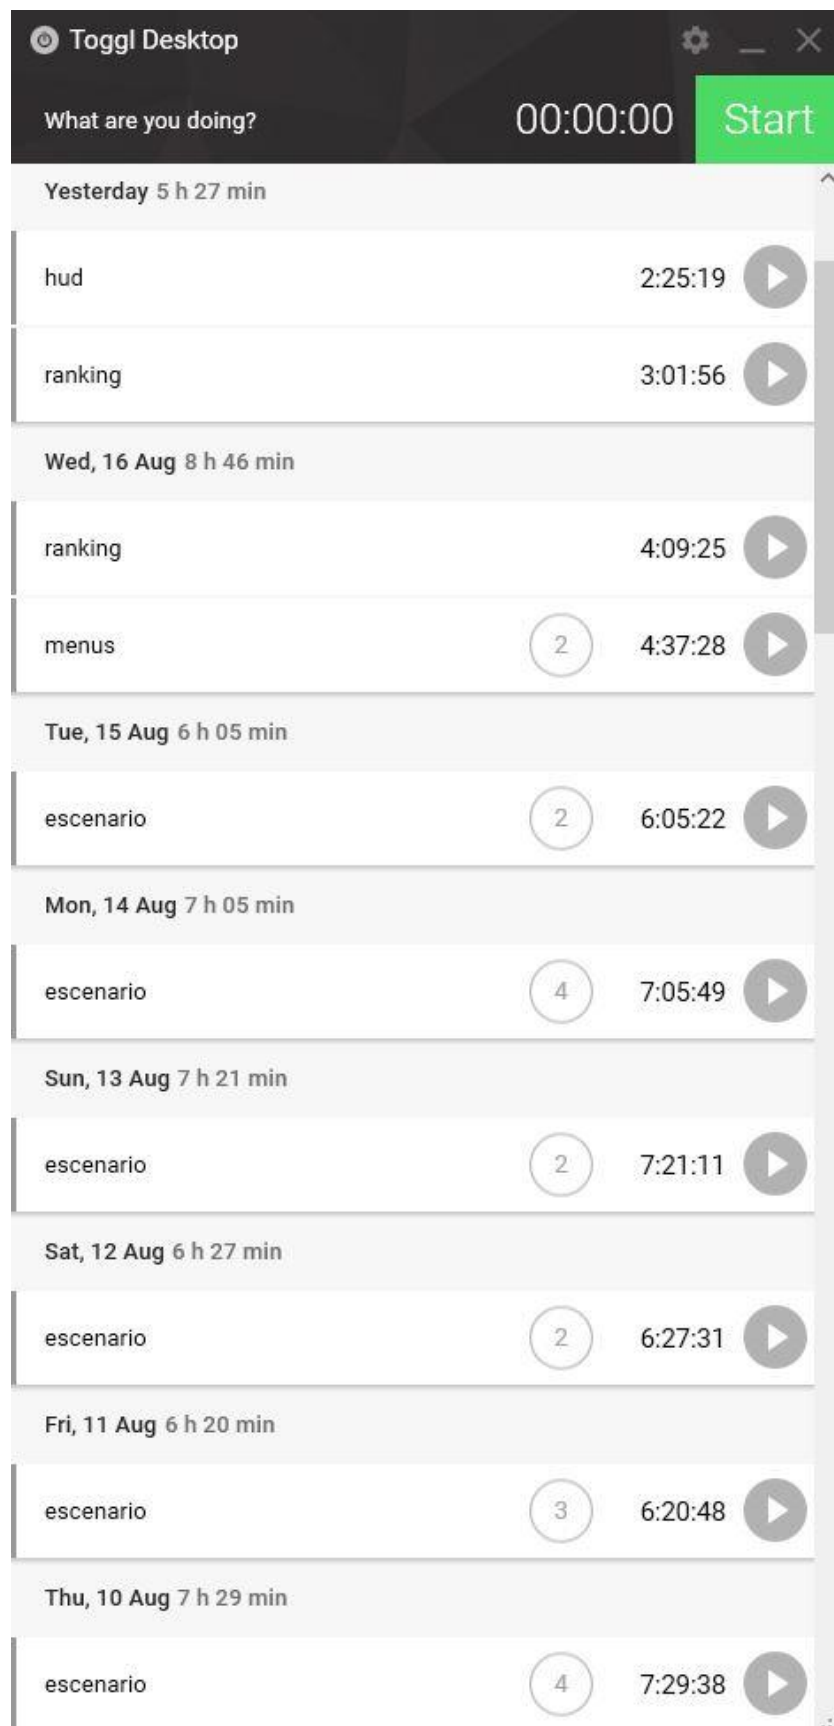 Toggl Desktop
What are you doing? 00:00:00 Start
Yesterday 5 h 27 min
hud 2:25:19
ranking 3:01:56
Wed, 16 Aug 8 h 46 min
ranking 4:09:25
menus 2 4:37:28
Tue, 15 Aug 6 h 05 min
escenario 2 6:05:22
Mon, 14 Aug 7 h 05 min
escenario 4 7:05:49
Sun, 13 Aug 7 h 21 min
escenario 2 7:21:11
Sat, 12 Aug 6 h 27 min
escenario 2 6:27:31
Fri, 11 Aug 6 h 20 min
escenario 3 6:20:48
Thu, 10 Aug 7 h 29 min
escenario 4 7:29:38